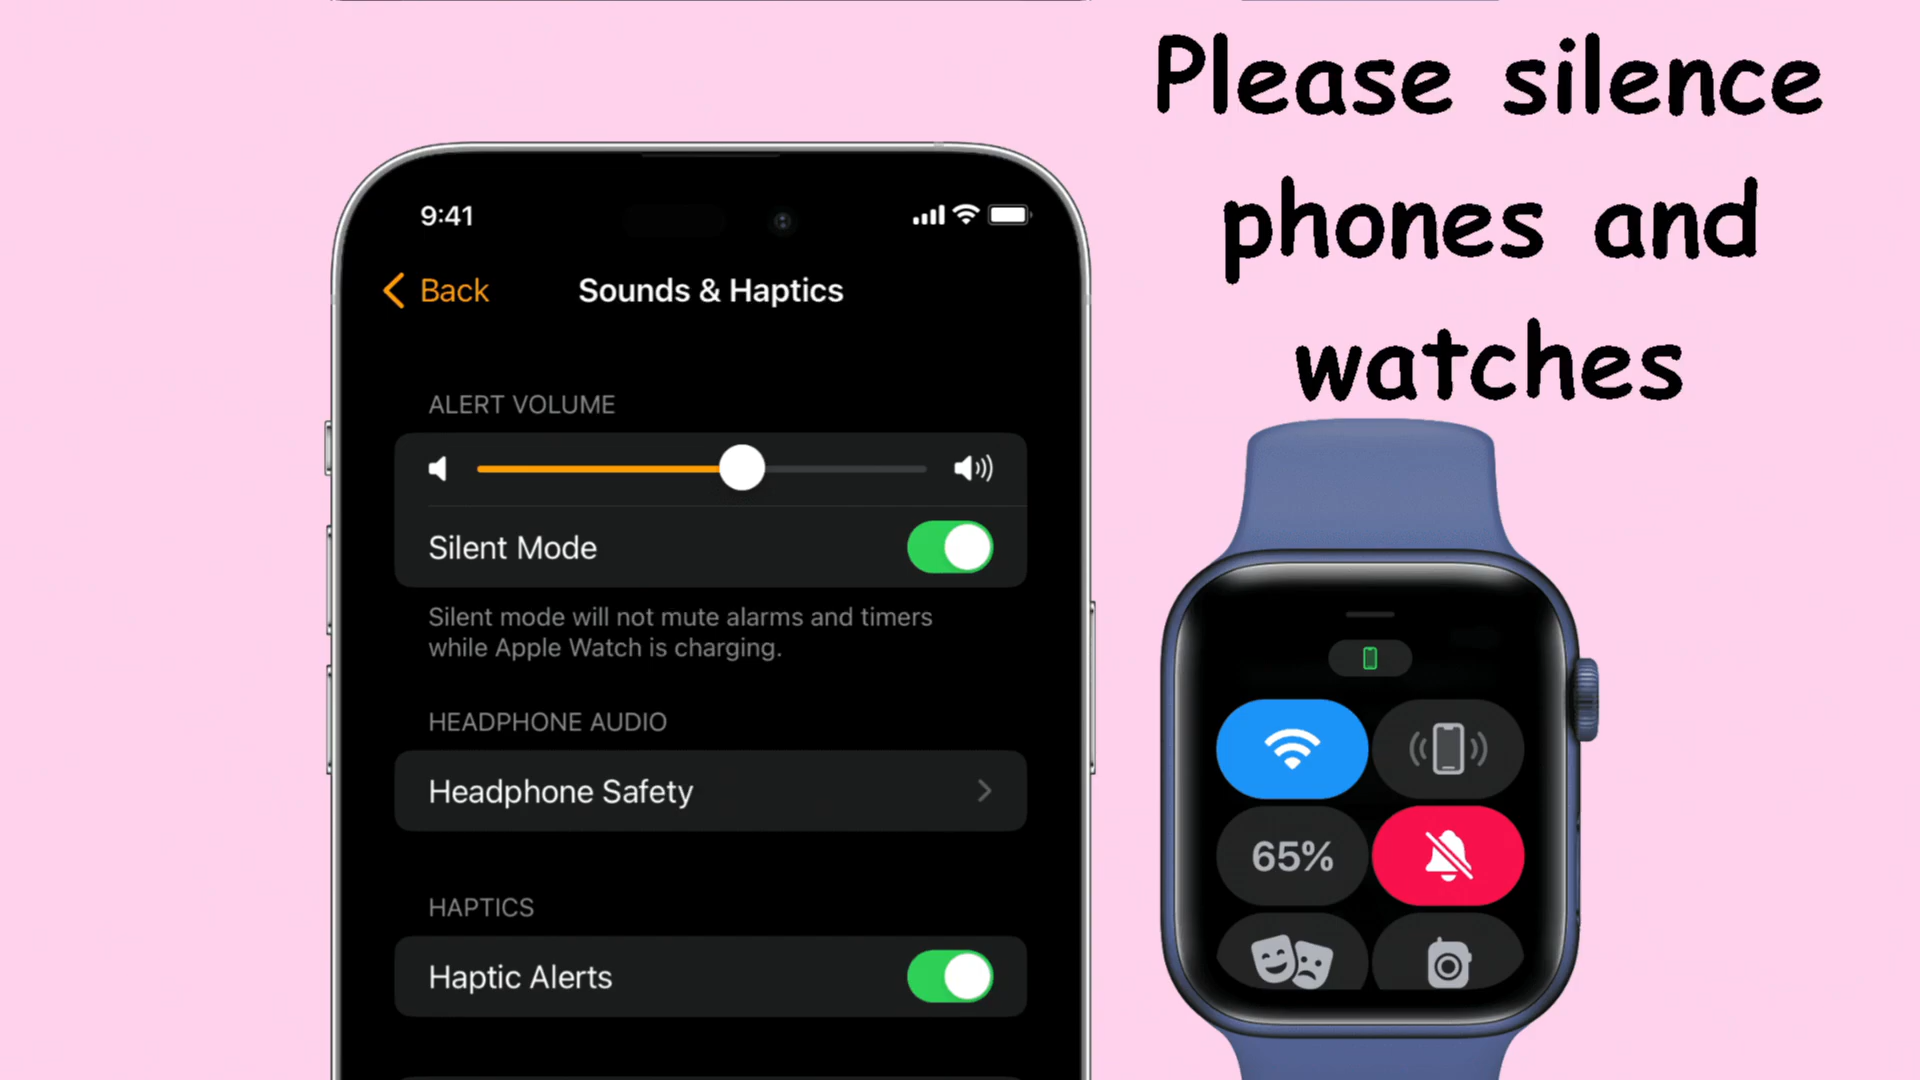 Please silence
phones and
watches
9:41
Back
Sounds & Haptics
ALERT VOLUME
Silent Mode
Silent mode will not mute alarms and timers
while Apple Watch is charging.
HEADPHONE AUDIO
Headphone Safety
HAPTICS
Haptic Alerts
65%